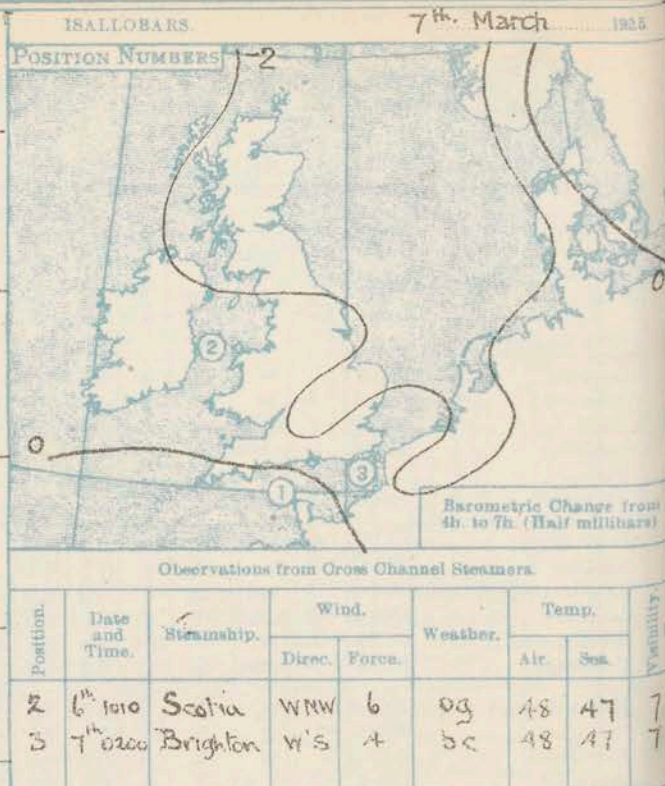 ISALLOBARS. 7th. March 1925
POSITION NUMBERS
-2
0
2
0
3
1
Barometric Change from
4h. to 7h. (Half millibars)
Observations from Cross Channel Steamers.
Position. Date and Time. Steamship. Wind. Weather. Temp. Visibility.
Direc. Force. Air. Sea.
2 6th 1010 Scotia WNW 6 og 48 47 7
3 7th 0200 Brighton W'S 4 bc 48 47 7